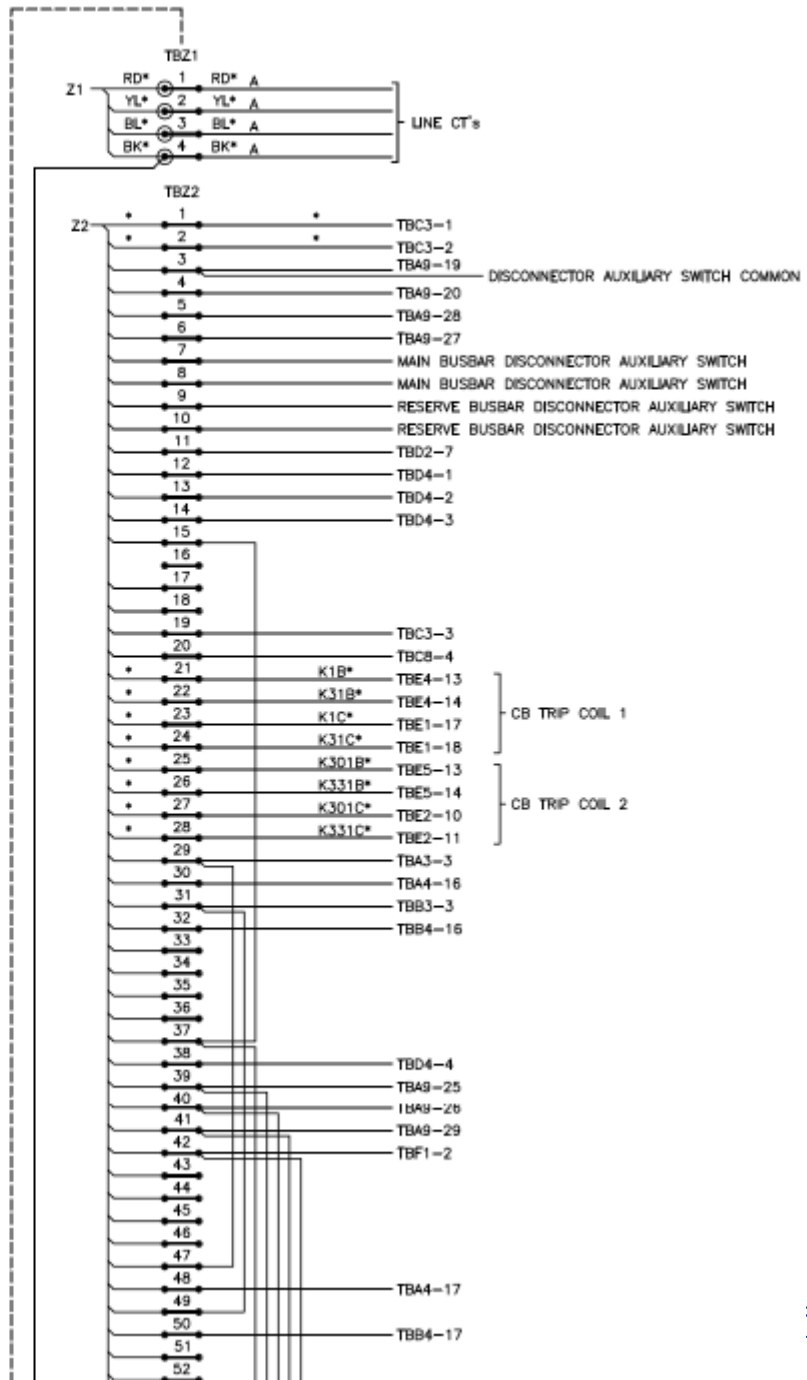 TBZ1
Z1 RD* 1 RD* A
YL* 2 YL* A
BL* 3 BL* A
BK* 4 BK* A
LINE CT's
TBZ2
Z2 * 1 * TBC3-1
* 2 * TBC3-2
3 TBA9-19
DISCONNECTOR AUXILIARY SWITCH COMMON
4 TBA9-20
5 TBA9-28
6 TBA9-27
7 MAIN BUSBAR DISCONNECTOR AUXILIARY SWITCH
8 MAIN BUSBAR DISCONNECTOR AUXILIARY SWITCH
9 RESERVE BUSBAR DISCONNECTOR AUXILIARY SWITCH
10 RESERVE BUSBAR DISCONNECTOR AUXILIARY SWITCH
11 TBD2-7
12 TBD4-1
13 TBD4-2
14 TBD4-3
15
16
17
18
19 TBC3-3
20 TBC8-4
* 21 K1B* TBE4-13
* 22 K31B* TBE4-14
CB TRIP COIL 1
* 23 K1C* TBE1-17
* 24 K31C* TBE1-18
* 25 K301B* TBE5-13
* 26 K331B* TBE5-14
CB TRIP COIL 2
* 27 K301C* TBE2-10
* 28 K331C* TBE2-11
29 TBA3-3
30 TBA4-16
31 TBB3-3
32 TBB4-16
33
34
35
36
37
38 TBD4-4
39 TBA9-25
40 TBA9-26
41 TBA9-29
42 TBF1-2
43
44
45
46
47
48 TBA4-17
49
50 TBB4-17
51
52